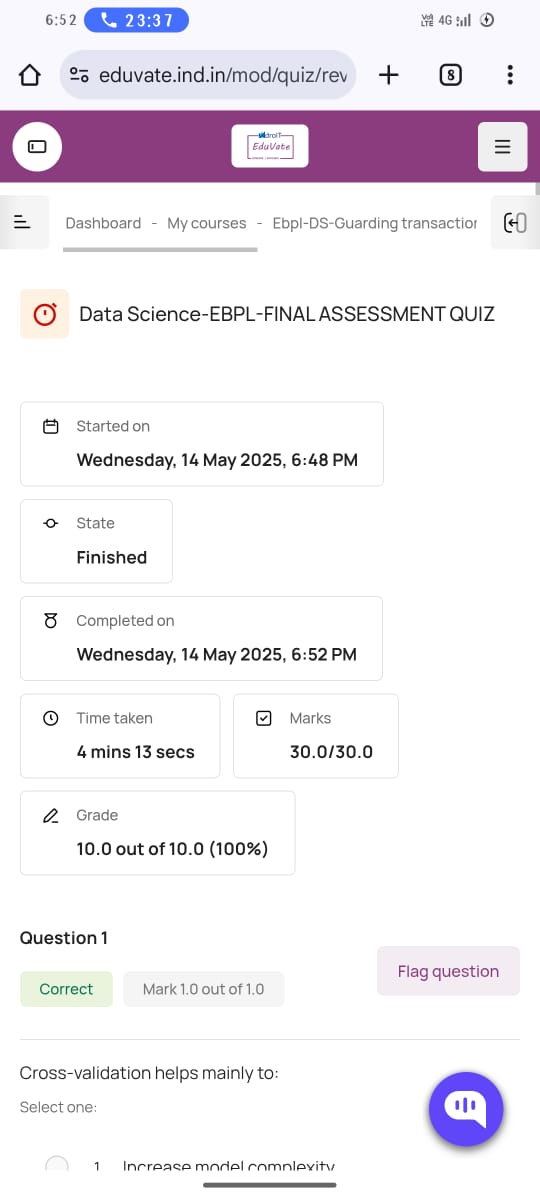 6:52
23:37
4G
eduvate.ind.in/mod/quiz/rev
8
EduVate
Dashboard - My courses - Ebpl-DS-Guarding transaction
Data Science-EBPL-FINAL ASSESSMENT QUIZ
Started on
Wednesday, 14 May 2025, 6:48 PM
State
Finished
Completed on
Wednesday, 14 May 2025, 6:52 PM
Time taken
4 mins 13 secs
Marks
30.0/30.0
Grade
10.0 out of 10.0 (100%)
Question 1
Flag question
Correct
Mark 1.0 out of 1.0
Cross-validation helps mainly to:
Select one:
1. Increase model complexity